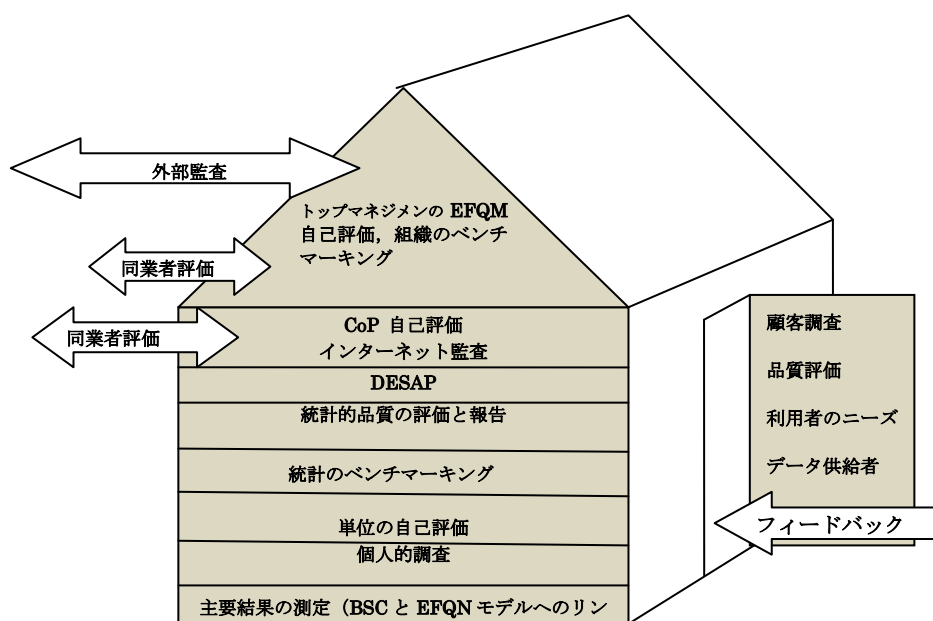 外部監査
トップマネジメンの EFQM
自己評価，組織のベンチ
マーキング
同業者評価
同業者評価
CoP 自己評価
インターネット監査
DESAP
統計的品質の評価と報告
統計のベンチマーキング
単位の自己評価
個人的調査
主要結果の測定（BSC と EFQN モデルへのリン
顧客調査
品質評価
利用者のニーズ
データ供給者
フィードバック